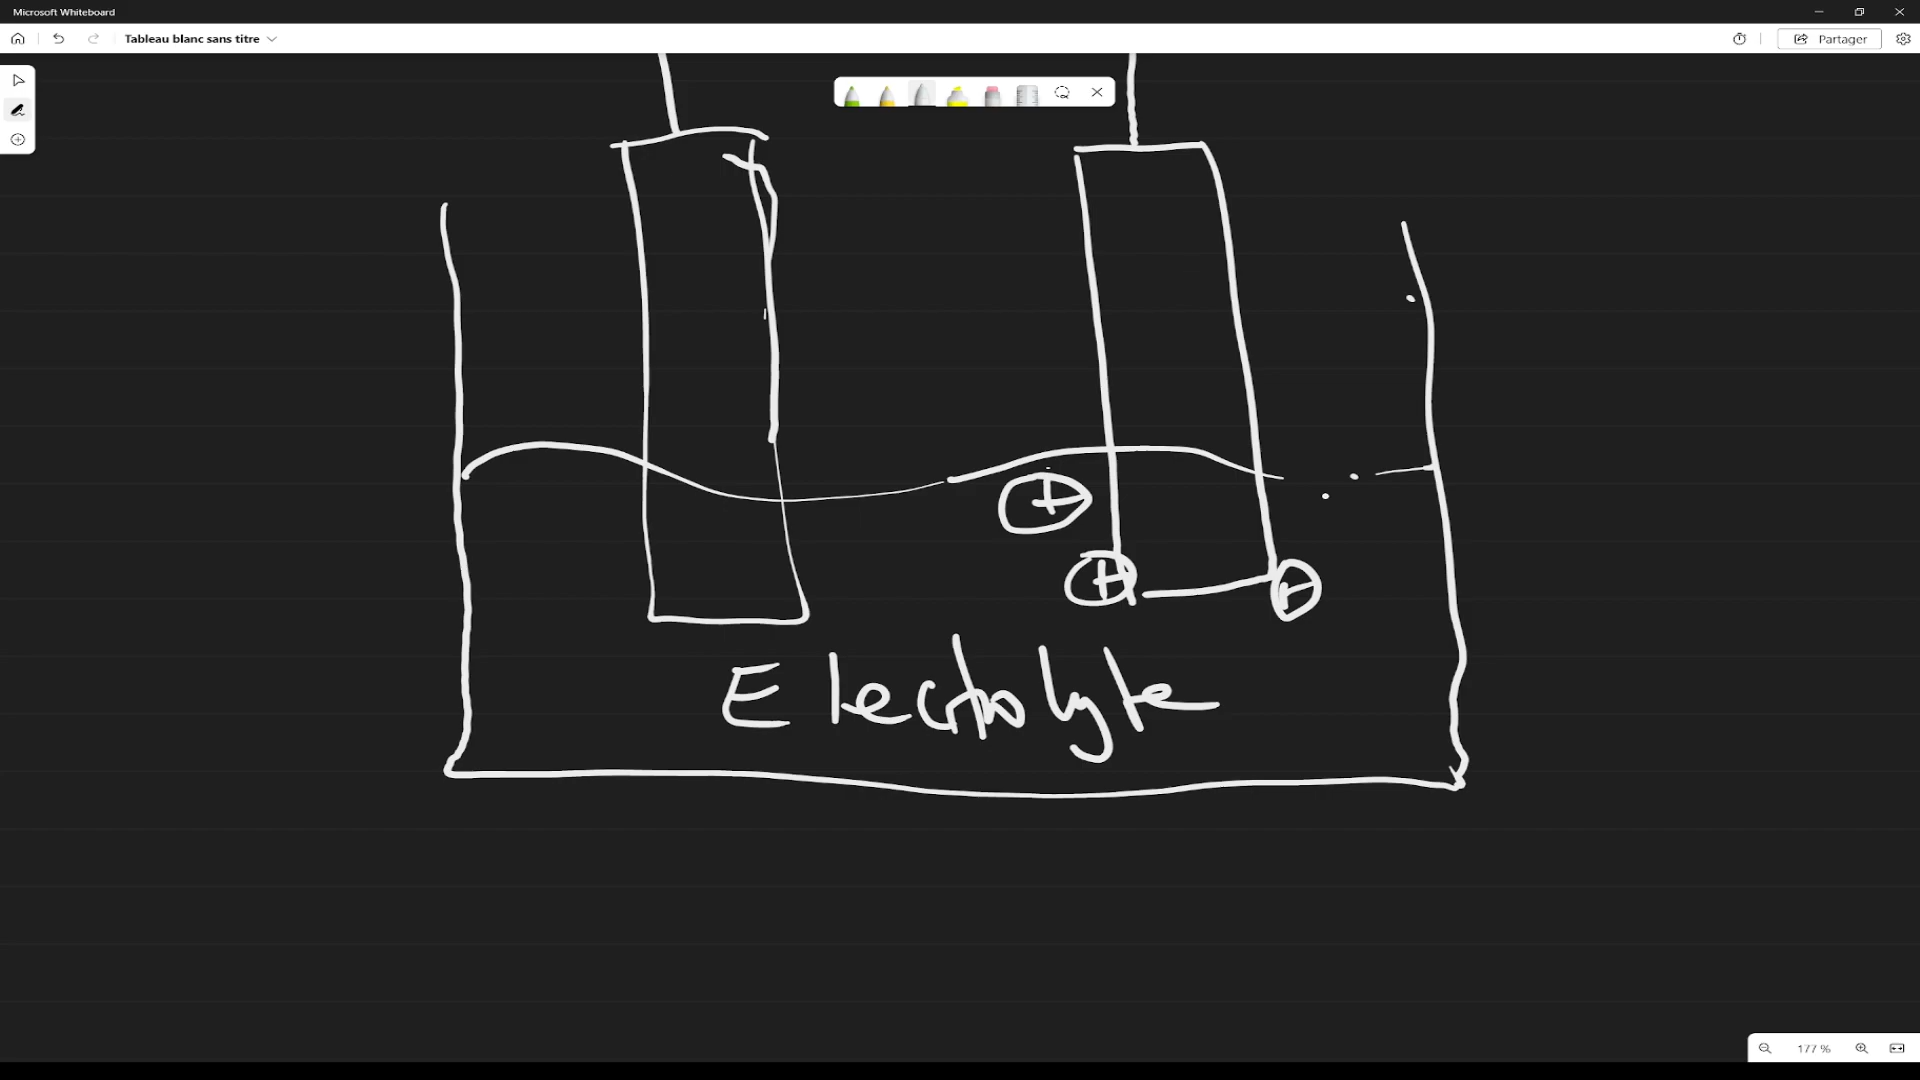 Microsoft Whiteboard
Tableau blanc sans titre
Partager
+
+
+
Electrolyte
177 %